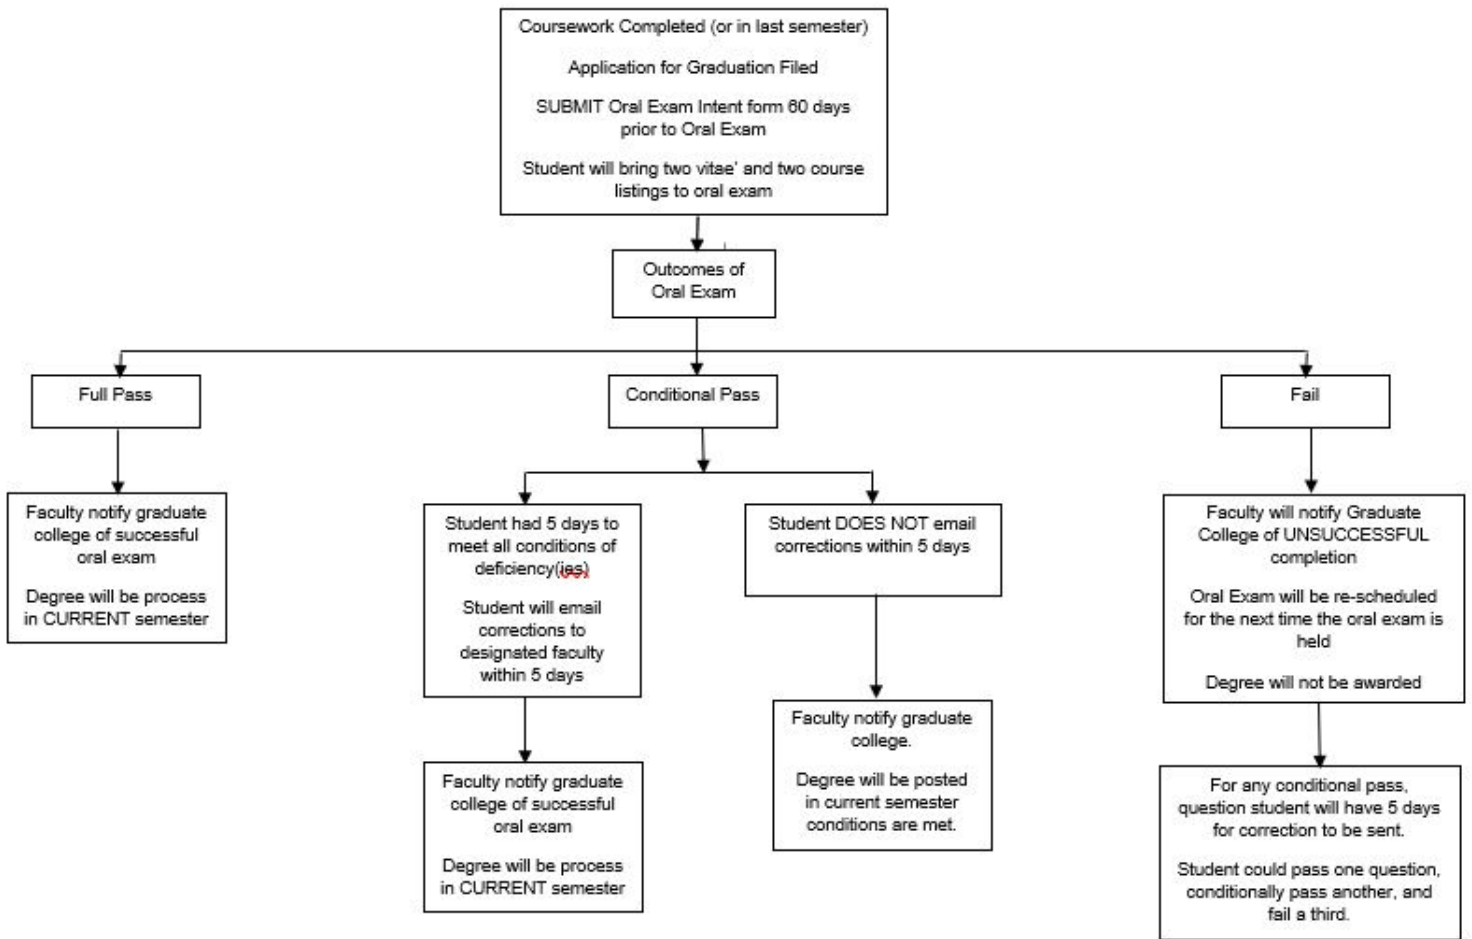 Coursework Completed (or in last semester)
Application for Graduation Filed
SUBMIT Oral Exam Intent form 60 days
prior to Oral Exam
Student will bring two vitae' and two course
listings to oral exam
Outcomes of
Oral Exam
Full Pass
Conditional Pass
Fail
Faculty notify graduate
college of successful
oral exam
Degree will be process
in CURRENT semester
Student had 5 days to
meet all conditions of
deficiency(ies)
Student will email
corrections to
designated faculty
within 5 days
Student DOES NOT email
corrections within 5 days
Faculty will notify Graduate
College of UNSUCCESSFUL
completion
Oral Exam will be re-scheduled
for the next time the oral exam is
held
Degree will not be awarded
Faculty notify graduate
college of successful
oral exam
Degree will be process
in CURRENT semester
Faculty notify graduate
college.
Degree will be posted
in current semester
conditions are met.
For any conditional pass,
question student will have 5 days
for correction to be sent.
Student could pass one question,
conditionally pass another, and
fail a third.